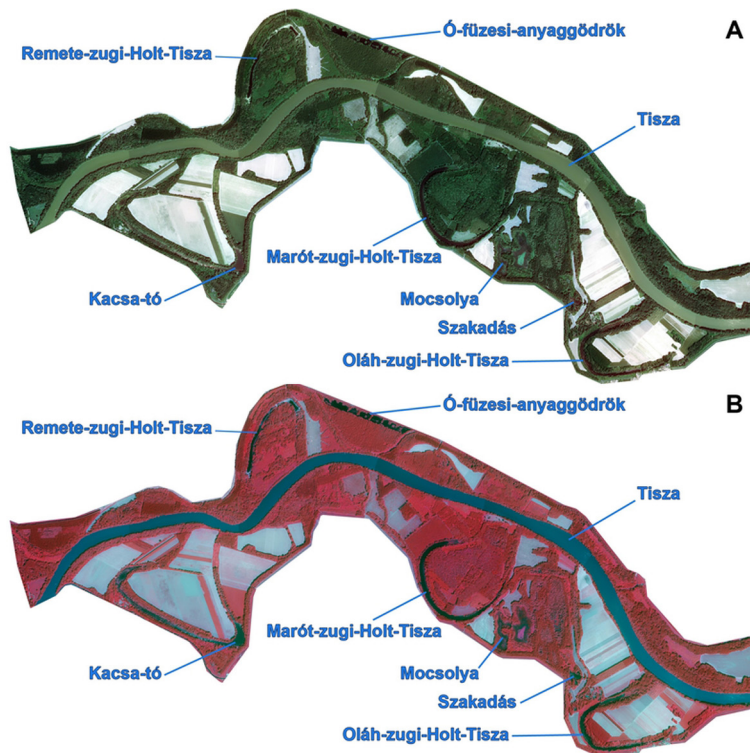 Ó-füzesi-anyaggödrök
A
Remete-zugi-Holt-Tisza
Tisza
Marót-zugi-Holt-Tisza
Kacsa-tó
Mocsolya
Szakadás
Oláh-zugi-Holt-Tisza
B
Ó-füzesi-anyaggödrök
Remete-zugi-Holt-Tisza
Tisza
Marót-zugi-Holt-Tisza
Kacsa-tó
Mocsolya
Szakadás
Oláh-zugi-Holt-Tisza